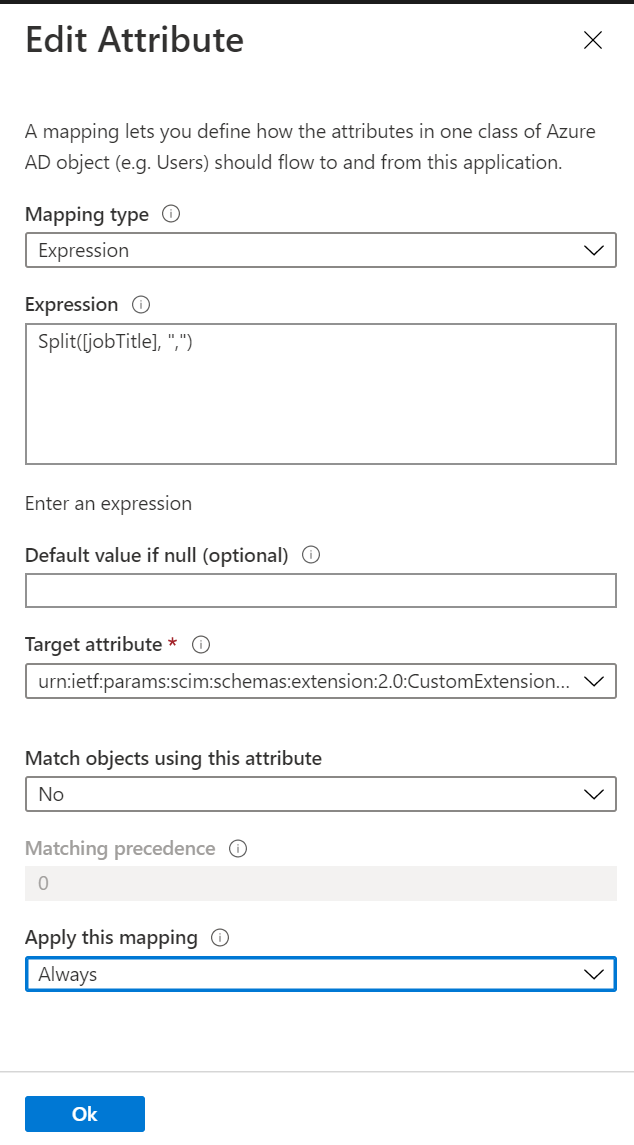 Edit Attribute
A mapping lets you define how the attributes in one class of Azure
AD object (e.g. Users) should flow to and from this application.
Mapping type
Expression
Expression
Split([jobTitle], ",")
Enter an expression
Default value if null (optional)
Target attribute *
urn:ietf:params:scim:schemas:extension:2.0:CustomExtension...
Match objects using this attribute
No
Matching precedence
0
Apply this mapping
Always
Ok